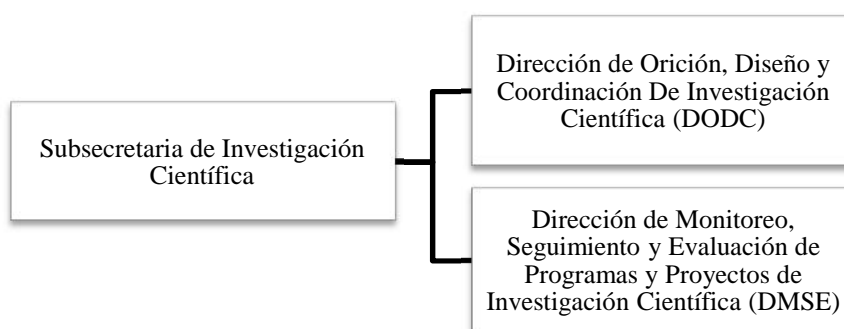 Subsecretaria de Investigación
Científica
Dirección de Orición, Diseño y
Coordinación De Investigación
Científica (DODC)
Dirección de Monitoreo,
Seguimiento y Evaluación de
Programas y Proyectos de
Investigación Científica (DMSE)